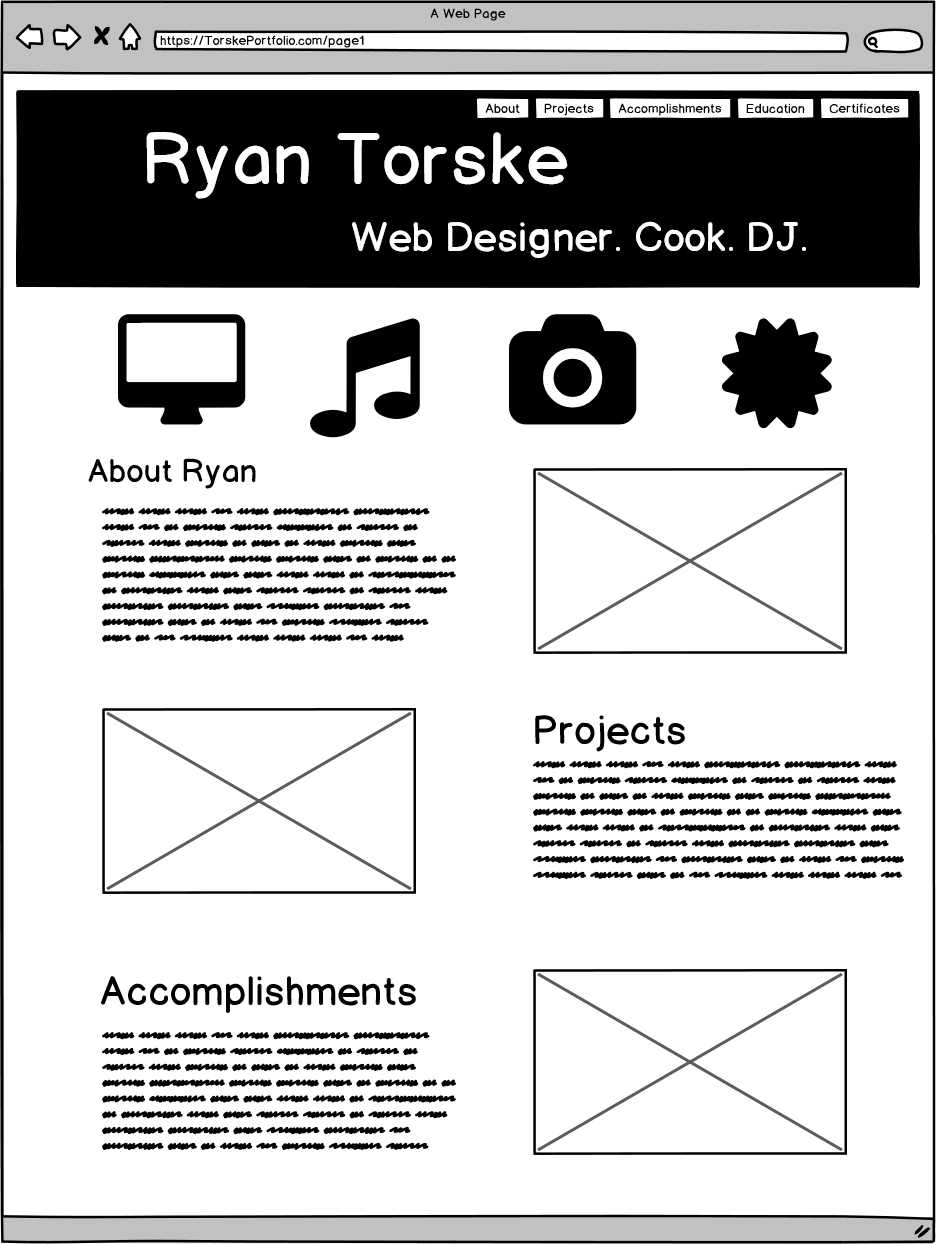 A Web Page
https://TorskePortfolio.com/page1
About Projects Accomplishments Education Certificates
Ryan Torske
Web Designer. Cook. DJ.
About Ryan
Projects
Accomplishments